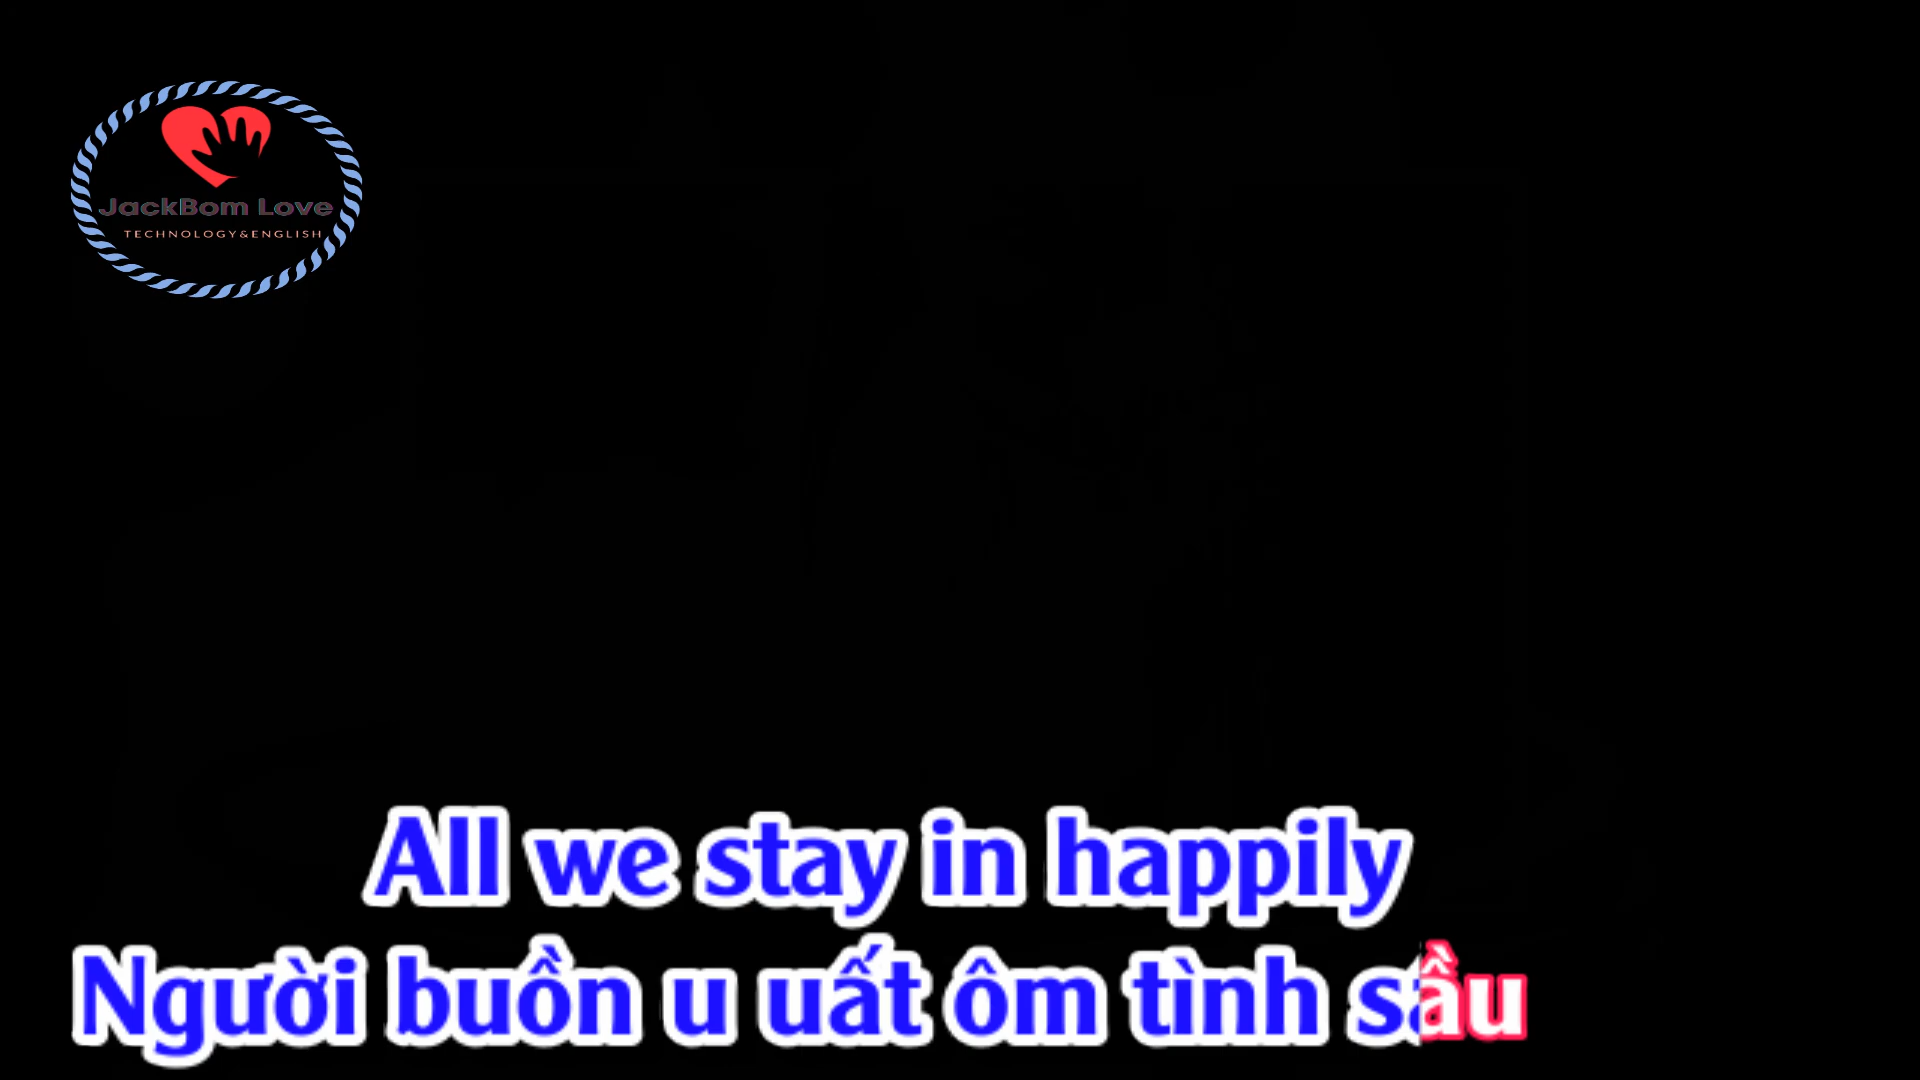 JackBom Love
TECHNOLOGY&ENGLISH
All we stay in happily
Người buồn u uất ôm tình sầu